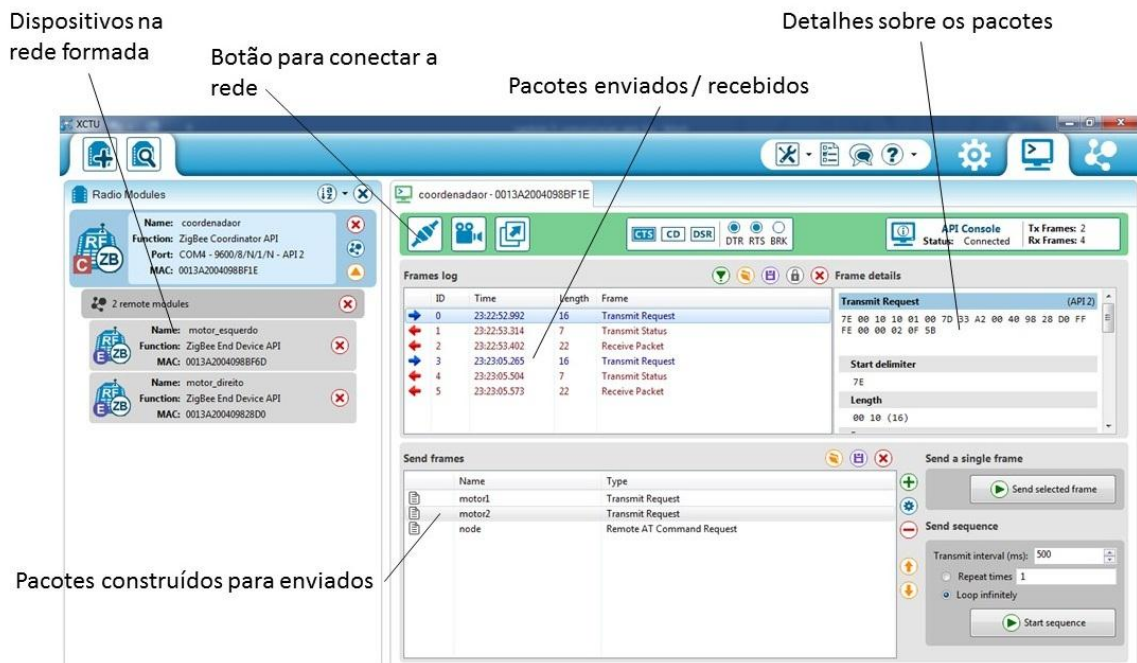 Dispositivos na
rede formada
Botão para conectar a
rede
Pacotes enviados / recebidos
Detalhes sobre os pacotes
XCTU
Radio Modules
Name: coordenadaor
Function: ZigBee Coordinator API
Port: COM4 - 9600/8/N/1/N - API 2
MAC: 0013A2004098BF1E
2 remote modules
Name: motor_esquerdo
Function: ZigBee End Device API
MAC: 0013A2004098BF6D
Name: motor_direito
Function: ZigBee End Device API
MAC: 0013A200409828D0
coordenadaor - 0013A2004098BF1E
CTS CD DSR DTR RTS BRK
API Console
Status: Connected
Tx Frames: 2
Rx Frames: 4
Frames log
ID Time Length Frame
0 23:22:52.992 16 Transmit Request
1 23:22:53.314 7 Transmit Status
2 23:22:53.402 22 Receive Packet
3 23:23:05.265 16 Transmit Request
4 23:23:05.504 7 Transmit Status
5 23:23:05.573 22 Receive Packet
Frame details
Transmit Request (API 2)
7E 00 10 10 01 00 7D 33 A2 00 40 98 28 D0 FF
FE 00 00 02 0F 5B
Start delimiter
7E
Length
00 10 (16)
Send frames
Name Type
motor1 Transmit Request
motor2 Transmit Request
node Remote AT Command Request
Send a single frame
Send selected frame
Send sequence
Transmit interval (ms): 500
Repeat times 1
Loop infinitely
Start sequence
Pacotes construídos para enviados